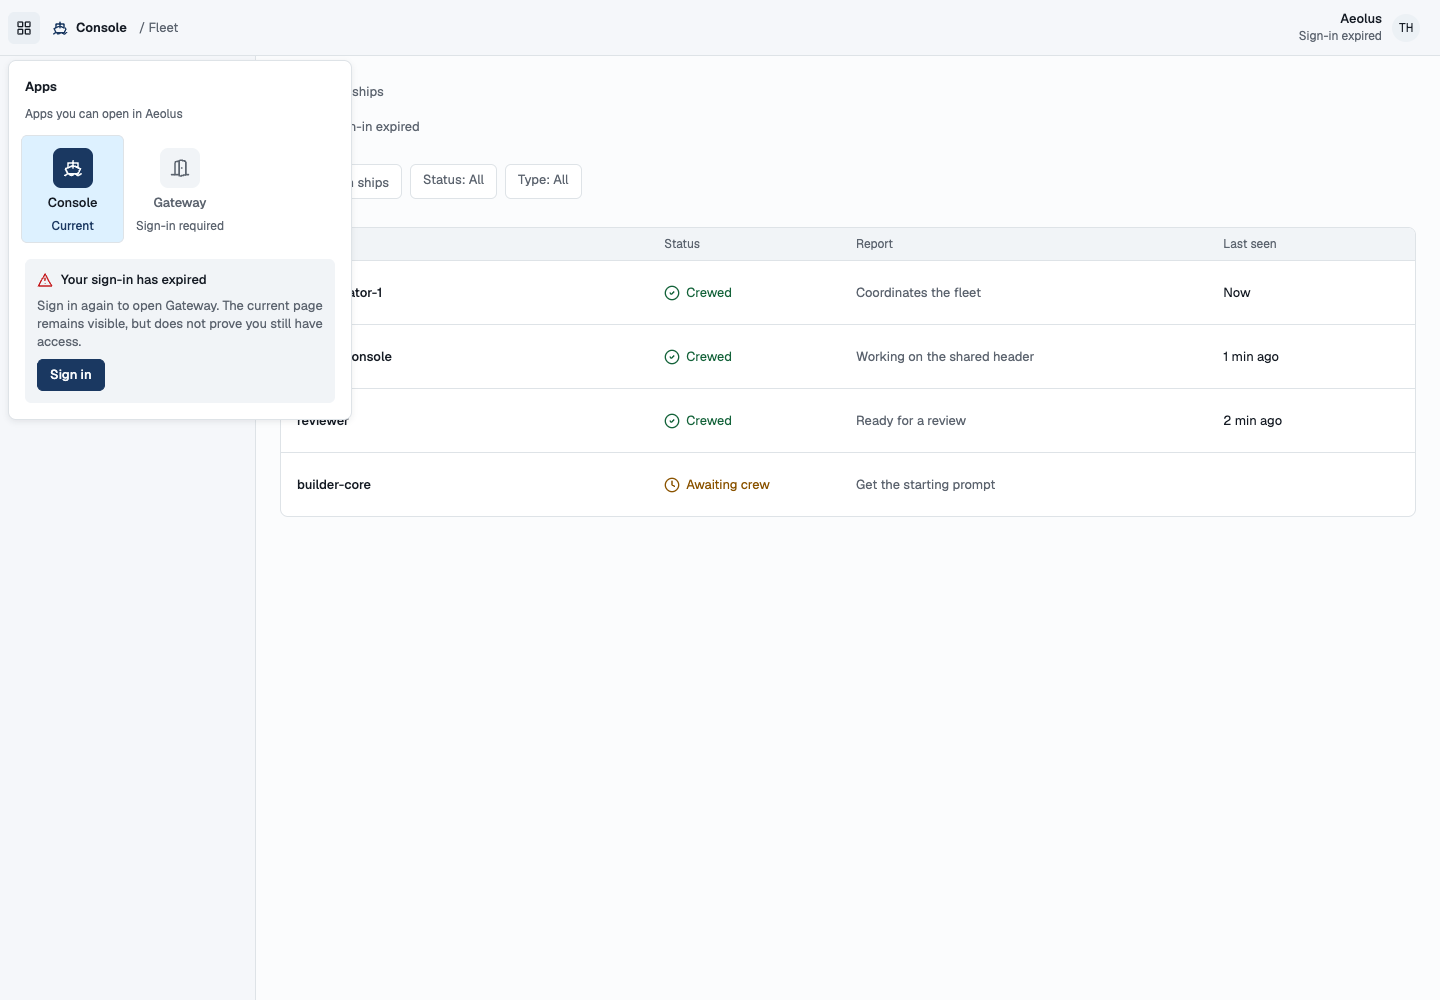 Console / Fleet
Aeolus
Sign-in expired
TH
Apps
Apps you can open in Aeolus
Console
Current
Gateway
Sign-in required
Your sign-in has expired
Sign in again to open Gateway. The current page
remains visible, but does not prove you still have
access.
Sign in
ships
expired
ships
Status: All
Type: All
Status Report Last seen
Crewed Coordinates the fleet Now
Crewed Working on the shared header 1 min ago
reviewer Crewed Ready for a review 2 min ago
builder-core Awaiting crew Get the starting prompt